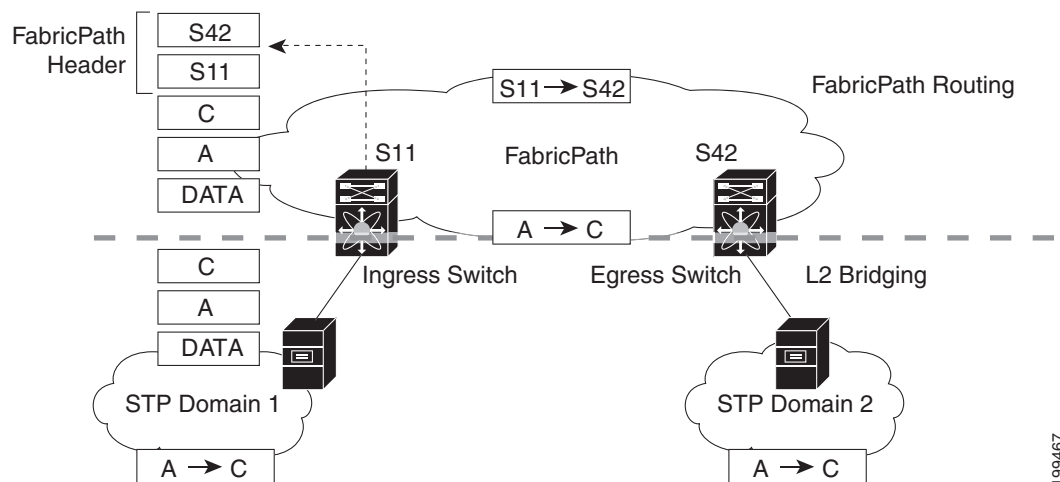 FabricPath
Header
S42
S11
C
A
DATA
S11 → S42
FabricPath Routing
S11
FabricPath
S42
A → C
Ingress Switch
Egress Switch
L2 Bridging
C
A
DATA
STP Domain 1
STP Domain 2
A → C
A → C
199467